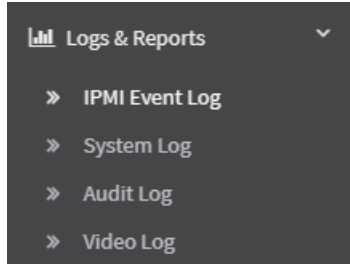 Logs & Reports
IPMI Event Log
System Log
Audit Log
Video Log